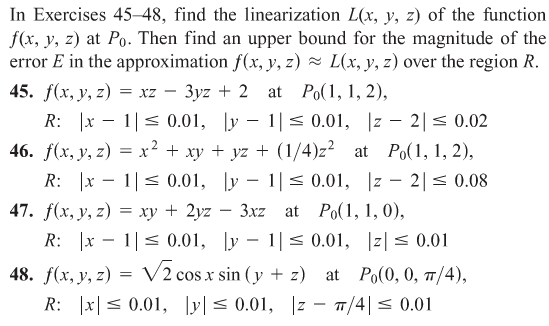 In Exercises 45–48, find the linearization L(x, y, z) of the function
f(x, y, z) at P₀. Then find an upper bound for the magnitude of the
error E in the approximation f(x, y, z) ≈ L(x, y, z) over the region R.
45. f(x, y, z) = xz − 3yz + 2 at P₀(1, 1, 2),
R: |x − 1| ≤ 0.01, |y − 1| ≤ 0.01, |z − 2| ≤ 0.02
46. f(x, y, z) = x² + xy + yz + (1/4)z² at P₀(1, 1, 2),
R: |x − 1| ≤ 0.01, |y − 1| ≤ 0.01, |z − 2| ≤ 0.08
47. f(x, y, z) = xy + 2yz − 3xz at P₀(1, 1, 0),
R: |x − 1| ≤ 0.01, |y − 1| ≤ 0.01, |z| ≤ 0.01
48. f(x, y, z) = √2 cos x sin (y + z) at P₀(0, 0, π/4),
R: |x| ≤ 0.01, |y| ≤ 0.01, |z − π/4| ≤ 0.01